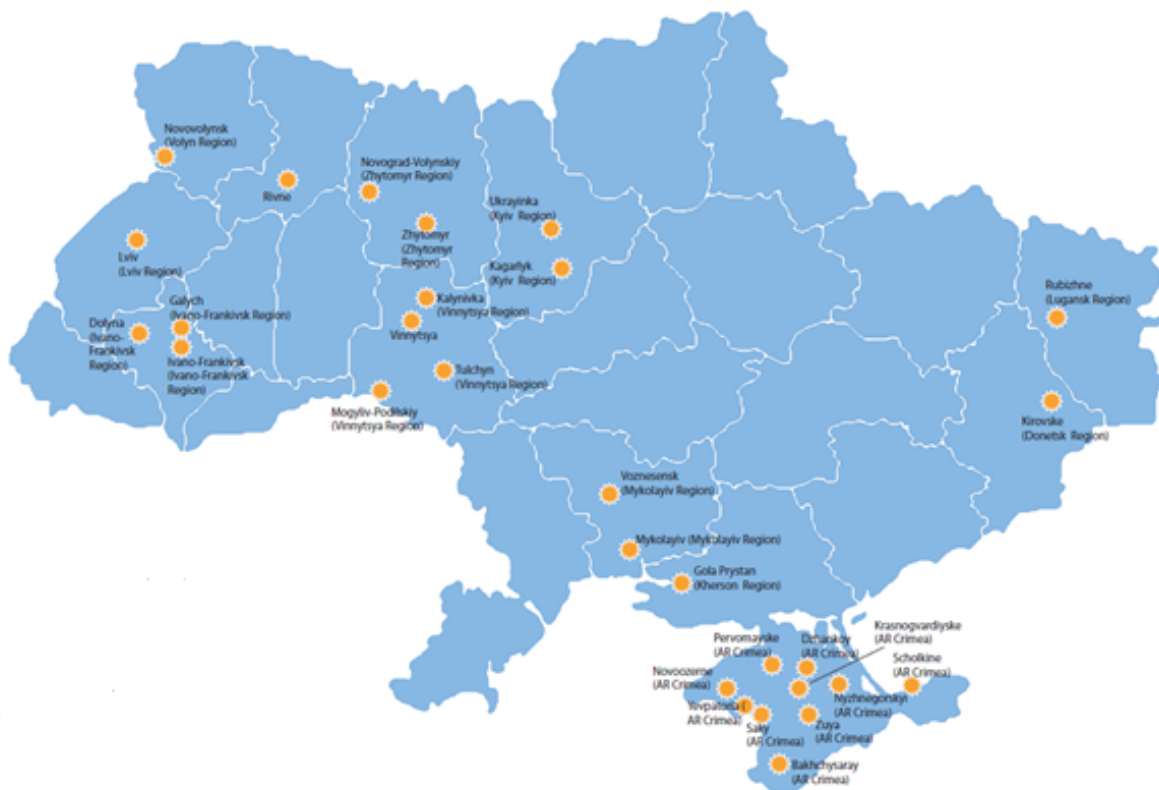 Novovolynsk
(Volyn Region)
Rivne
Novograd-Volynskiy
(Zhytomyr Region)
Zhytomyr
(Zhytomyr
Region)
Ukrayinka
(Kyiv Region)
Kagarlyk
(Kyiv Region)
Lviv
(Lviv Region)
Galych
(Ivano-Frankivsk Region)
Dolyna
(Ivano-
Frankivsk
Region)
Ivano-Frankivsk
(Ivano-Frankivsk
Region)
Kalynivka
(Vinnytsya Region)
Vinnytsya
Tulchyn
(Vinnytsya Region)
Mogyliv-Podilskiy
(Vinnytsya Region)
Rubizhne
(Lugansk Region)
Kirovske
(Donetsk Region)
Voznesensk
(Mykolayiv Region)
Mykolayiv (Mykolayiv Region)
Gola Prystan
(Kherson Region)
Pervomayske
(AR Crimea)
Dzhankoy
(AR Crimea)
Krasnogvardiyske
(AR Crimea)
Scholkine
(AR Crimea)
Novoozerne
(AR Crimea)
Yevpatoria (
AR Crimea)
Saky
(AR Crimea)
Zuya
(AR Crimea)
Nyzhnegorskyi
(AR Crimea)
Bakhchysaray
(AR Crimea)